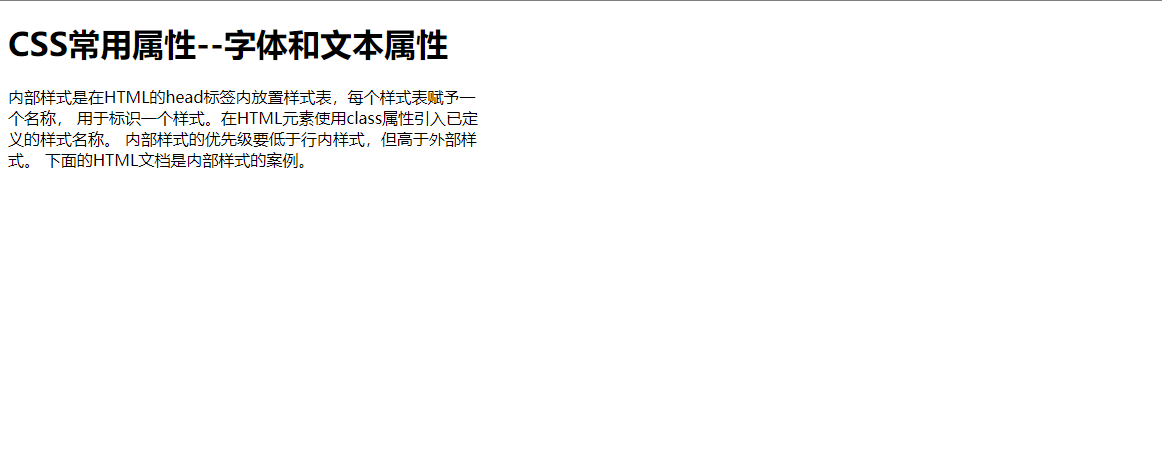 CSS常用属性--字体和文本属性
内部样式是在HTML的head标签内放置样式表，每个样式表赋予一
个名称， 用于标识一个样式。在HTML元素使用class属性引入已定
义的样式名称。 内部样式的优先级要低于行内样式，但高于外部样
式。 下面的HTML文档是内部样式的案例。